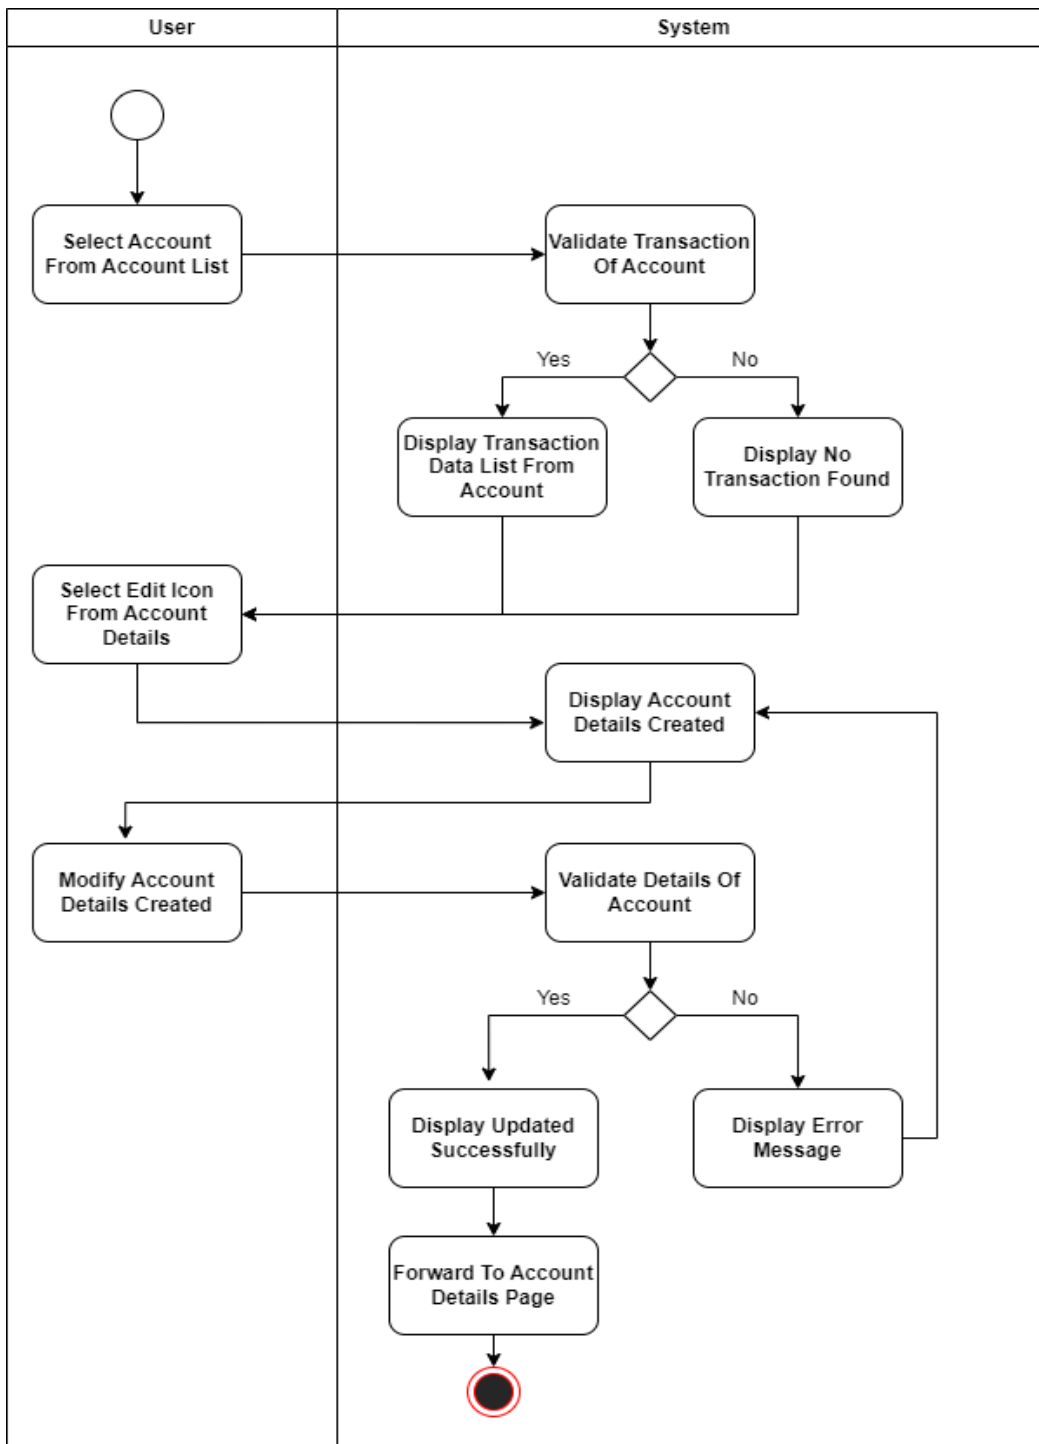 User
System
Select Account
From Account List
Validate Transaction
Of Account
Yes
No
Display Transaction
Data List From
Account
Display No
Transaction Found
Select Edit Icon
From Account
Details
Display Account
Details Created
Modify Account
Details Created
Validate Details Of
Account
Yes
No
Display Updated
Successfully
Display Error
Message
Forward To Account
Details Page